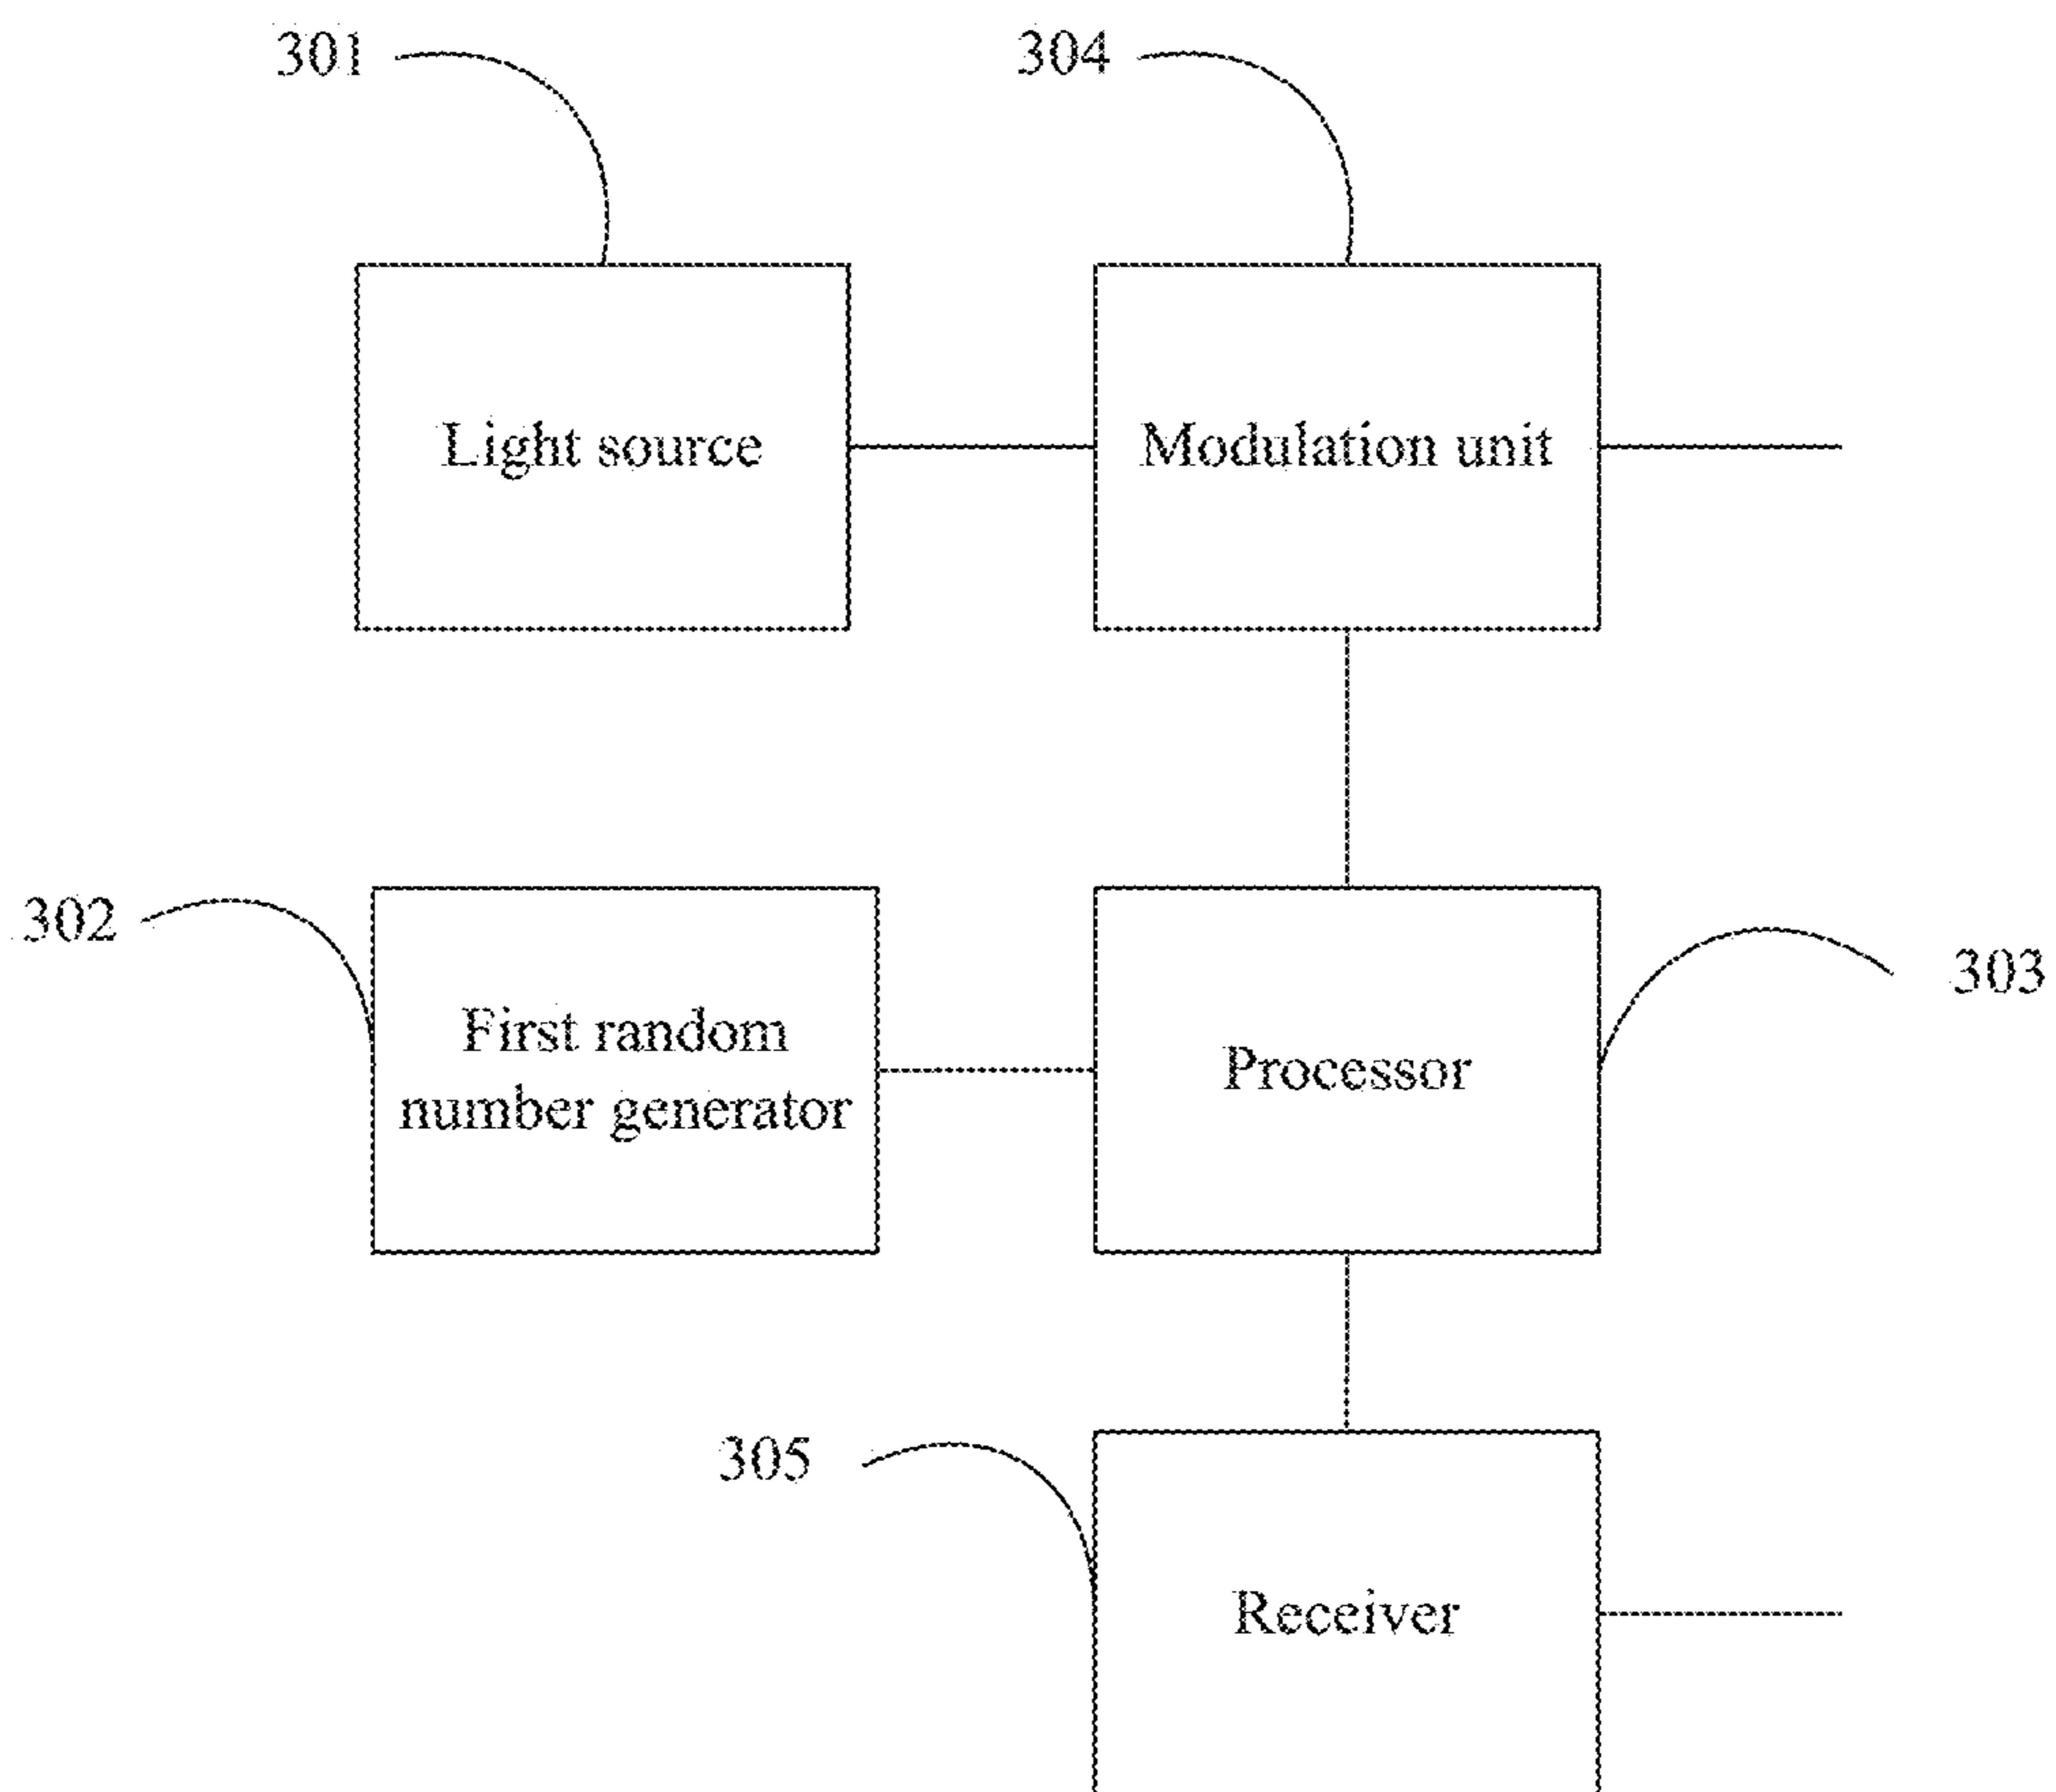 301
304
Light source
Modulation unit
302
303
First random
number generator
Processor
305
Receiver